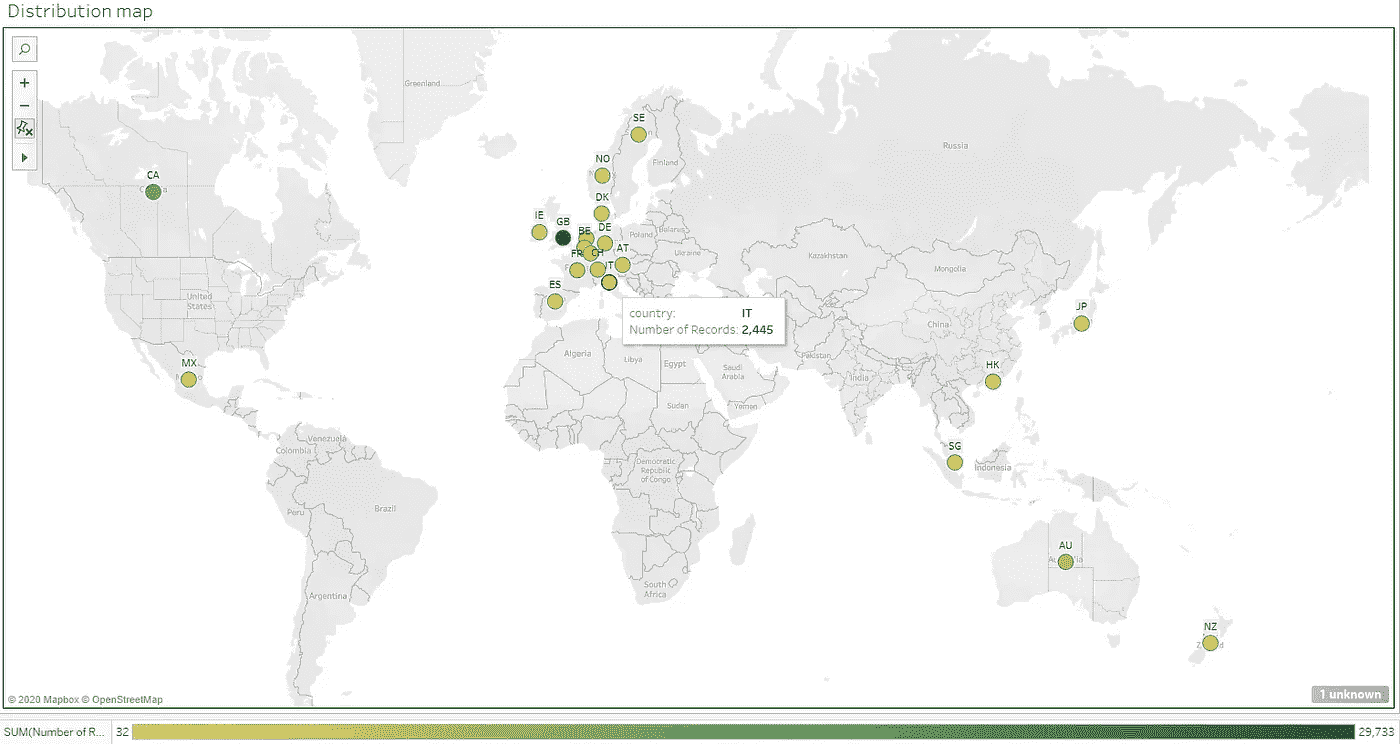 Distribution map
Greenland
SE
Russia
NO
Finland
CA
DK
IE
GB
BE
DE
Poland
Belarus
FR
CH
AT
IT
Ukraine
Kazakhstan
Mongolia
ES
United
States
country: IT
Number of Records: 2,445
JP
China
Algeria
Libya
Egypt
Saudi
Arabia
Pakistan
India
HK
MX
Sudan
Yemen
Venezuela
Colombia
SG
Indonesia
Democratic
Republic
of Congo
Peru
Brazil
AU
South
Africa
Argentina
NZ
© 2020 Mapbox © OpenStreetMap
1 unknown
SUM(Number of R...
32
29,733